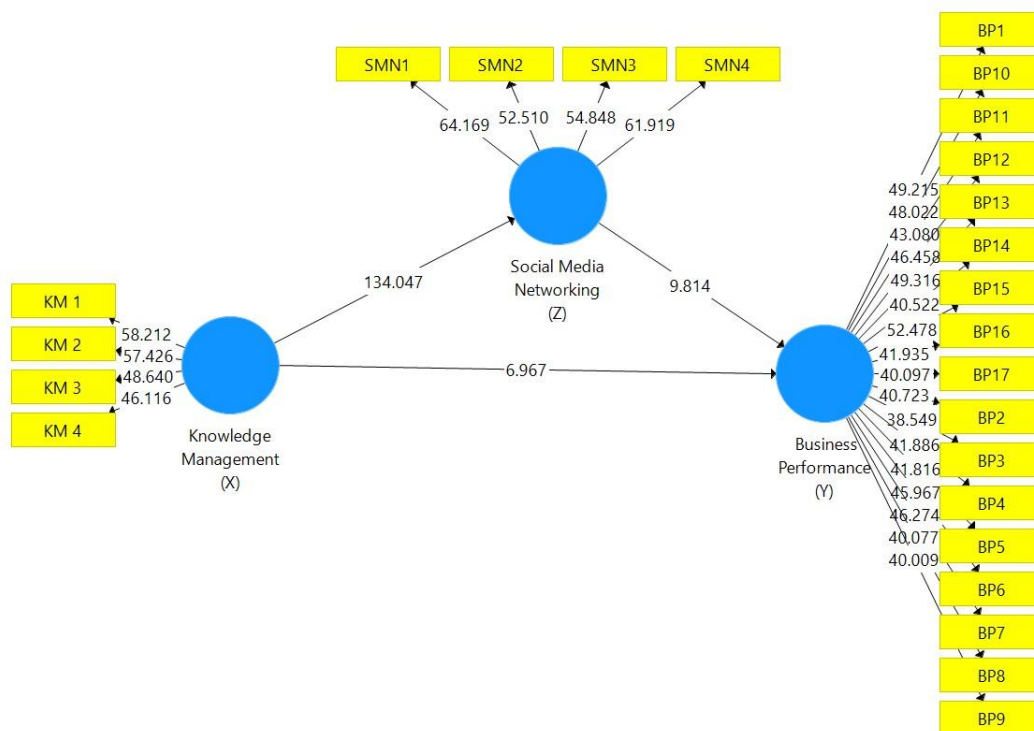 SMN1
SMN2
SMN3
SMN4
64.169
52.510
54.848
61.919
Social Media
Networking
(Z)
134.047
9.814
6.967
KM 1
KM 2
KM 3
KM 4
58.212
57.426
48.640
46.116
Knowledge
Management
(X)
Business
Performance
(Y)
49.215
48.022
43.080
46.458
49.316
40.522
52.478
41.935
40.097
40.723
38.549
41.886
41.816
45.967
46.274
40.077
40.009
BP1
BP10
BP11
BP12
BP13
BP14
BP15
BP16
BP17
BP2
BP3
BP4
BP5
BP6
BP7
BP8
BP9